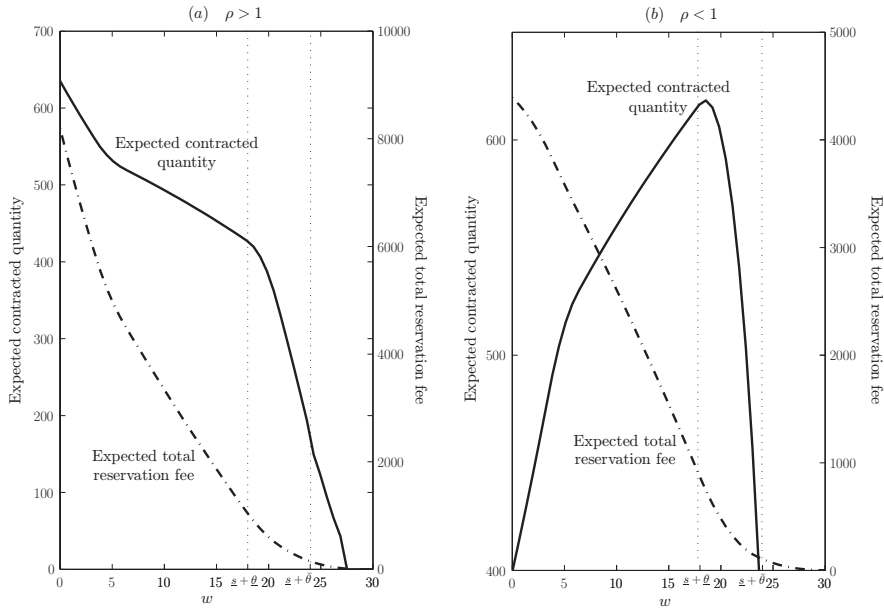 (a) ρ > 1
700
600
500
400
300
200
100
0
Expected contracted quantity
10000
8000
6000
4000
2000
0
Expected total reservation fee
Expected contracted
quantity
Expected total
reservation fee
0 5 10 15 20 25 30
s + θ s + θ̄
w
(b) ρ < 1
600
500
400
Expected contracted quantity
5000
4000
3000
2000
1000
0
Expected total reservation fee
Expected contracted
quantity
Expected total
reservation fee
0 5 10 15 20 25 30
s + θ s + θ̄
w